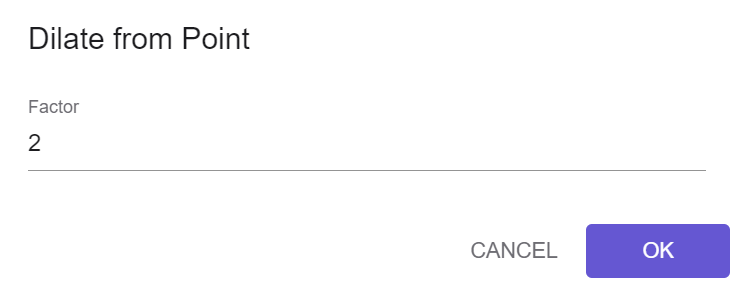 Dilate from Point
Factor
2
CANCEL
OK